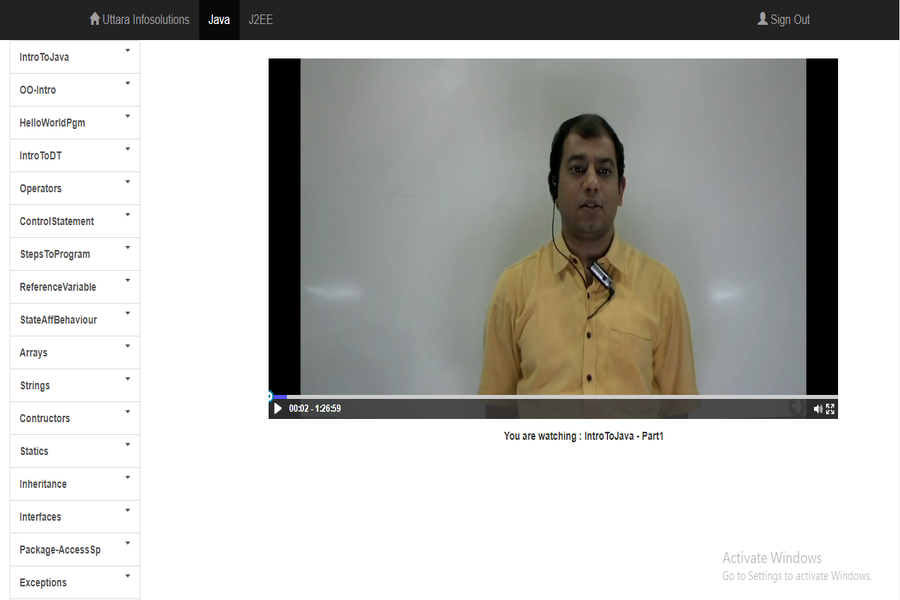 Uttara Infosolutions Java J2EE Sign Out
IntroToJava
OO-Intro
HelloWorldPgm
IntroToDT
Operators
ControlStatement
StepsToProgram
ReferenceVariable
StateAffBehaviour
Arrays
Strings
Contructors
Statics
Inheritance
Interfaces
Package-AccessSp
Exceptions
00:02 - 1:26:59
You are watching : IntroToJava - Part1
Activate Windows
Go to Settings to activate Windows.